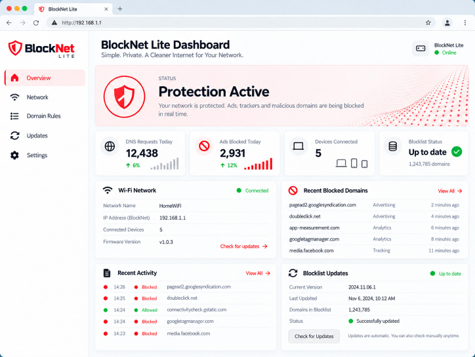 BlockNet Lite Dashboard
http://192.168.1.1
BlockNet
LITE
Overview
Network
Domain Rules
Updates
Settings
BlockNet Lite Dashboard
Simple. Private. A Cleaner Internet for Your Network.
BlockNet Lite
Online
STATUS
Protection Active
Your network is protected. Ads, trackers and malicious domains are being blocked
in real time.
DNS Requests Today
12,438
6%
Ads Blocked Today
2,931
12%
Devices Connected
5
Blocklist Status
Up to date
1,243,785 domains
Wi-Fi Network
Connected
Network Name HomeWiFi
IP Address (BlockNet) 192.168.1.1
Connected Devices 5
Firmware Version v1.0.3
Check for updates
Recent Blocked Domains
View All
pagead2.googlesyndication.com Advertising 2 minutes ago
doubleclick.net Advertising 4 minutes ago
app-measurement.com Analytics 6 minutes ago
googletagmanager.com Analytics 8 minutes ago
media.facebook.com Tracking 11 minutes ago
Recent Activity
View All
14:26 Blocked pagead2.googlesyndication.com
14:25 Blocked doubleclick.net
14:24 Allowed connectivitycheck.gstatic.com
14:24 Blocked googletagmanager.com
14:23 Blocked media.facebook.com
Blocklist Updates
Up to date
Current Version 2024.11.06.1
Last Updated Nov 6, 2024, 10:12 AM
Domains in Blocklist 1,243,785
Status Successfully updated
Check for Updates
Updates are automatic. You can also check manually anytime.